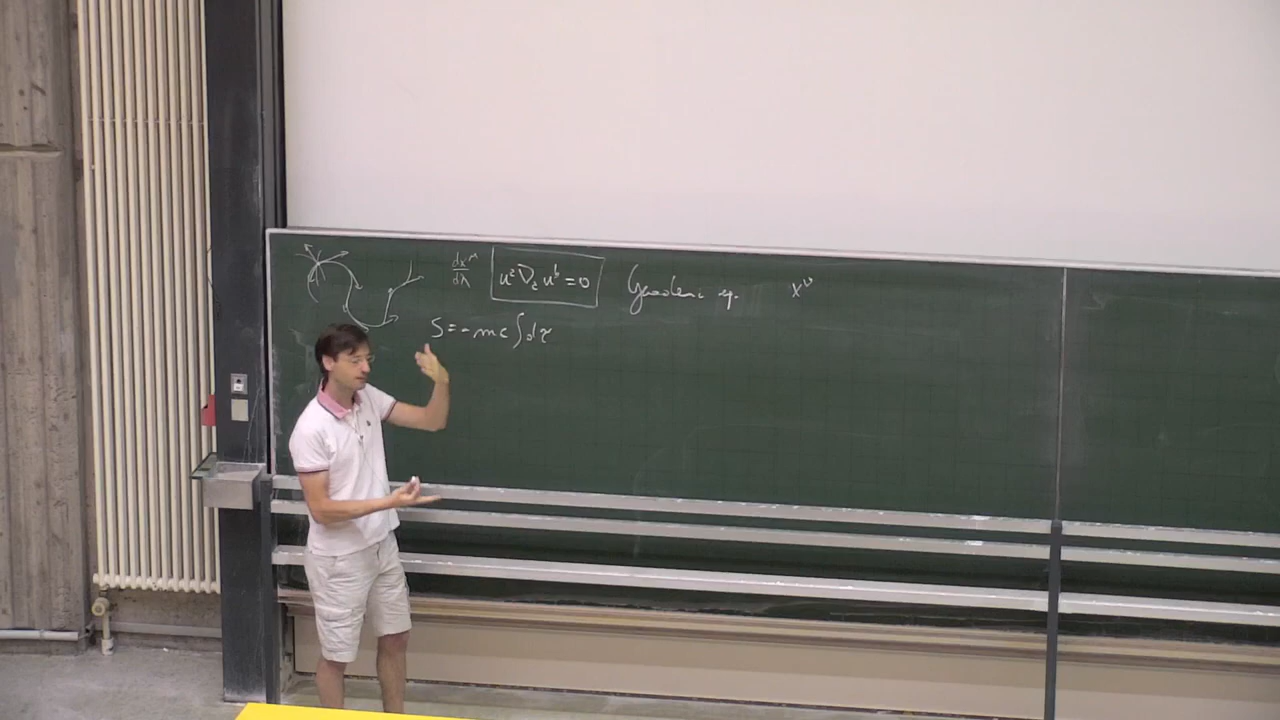 dx^μ/dλ u^a ∇_a u^b = 0 Geodesic eq. x^μ
S = -mc ∫ dτ